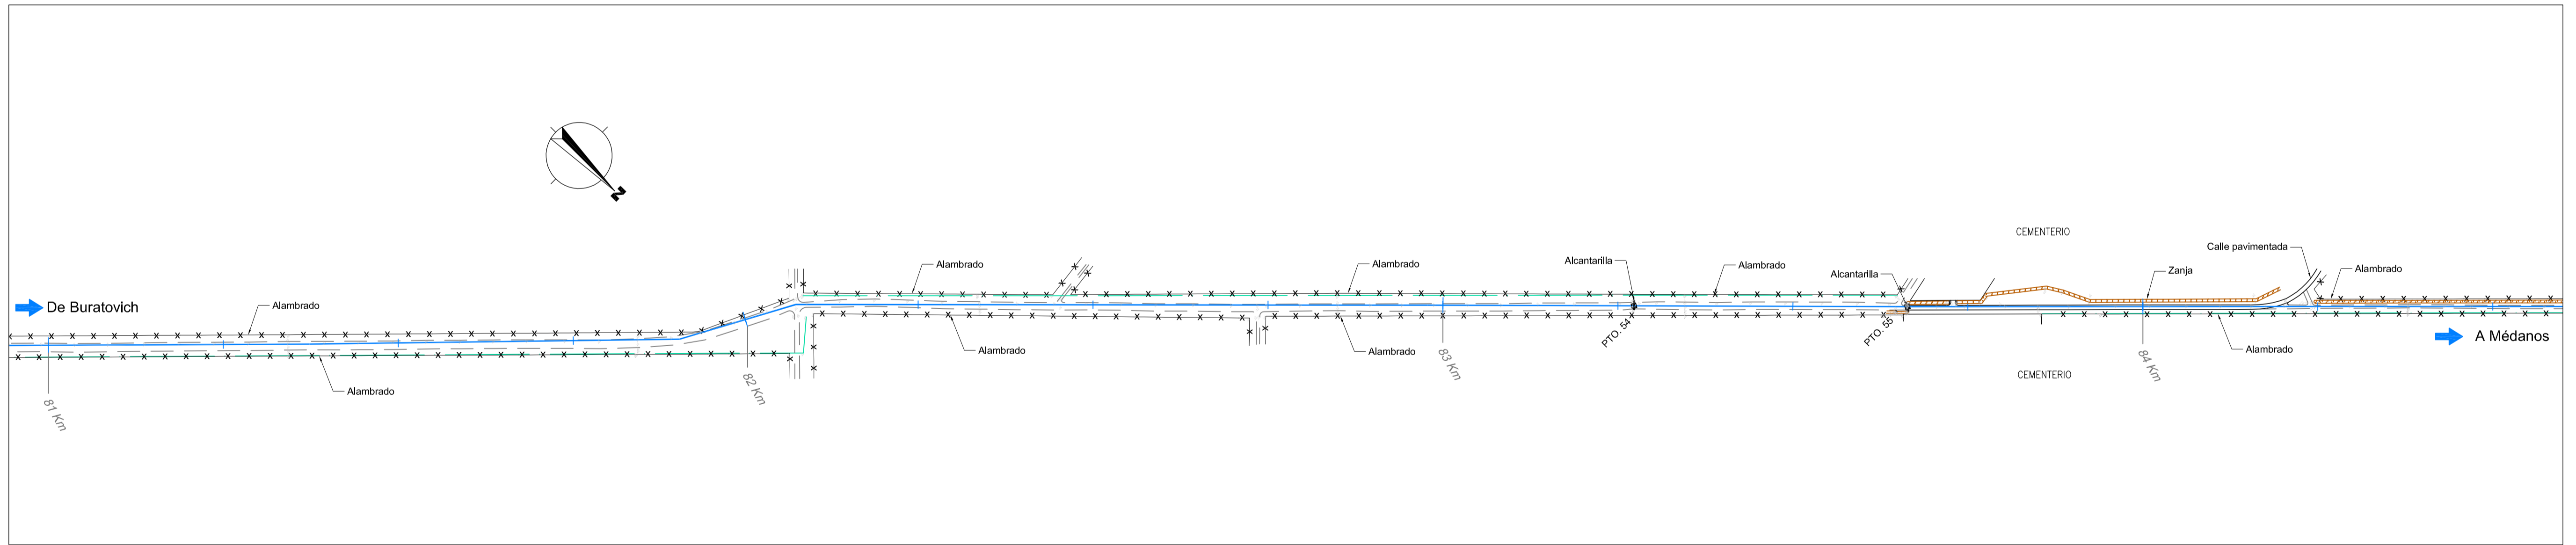 N
CEMENTERIO
Calle pavimentada
Alambrado
Alambrado
Alcantarilla
Alambrado
Alcantarilla
Zanja
Alambrado
De Buratovich
Alambrado
PTO. 54
PTO. 55
A Médanos
Alambrado
Alambrado
Alambrado
83 Km
84 Km
CEMENTERIO
82 Km
Alambrado
81 Km